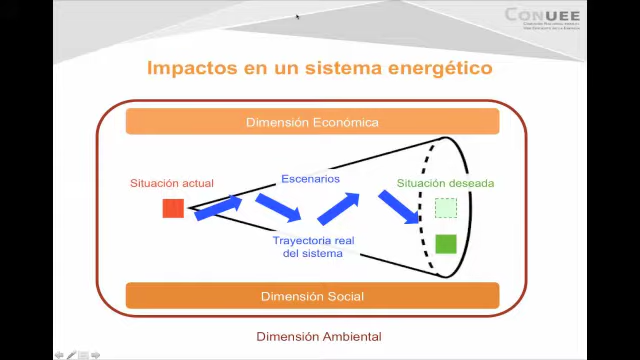 CONUEE
Impactos en un sistema energético
Dimensión Económica
Situación actual
Escenarios
Situación deseada
Trayectoria real
del sistema
Dimensión Social
Dimensión Ambiental